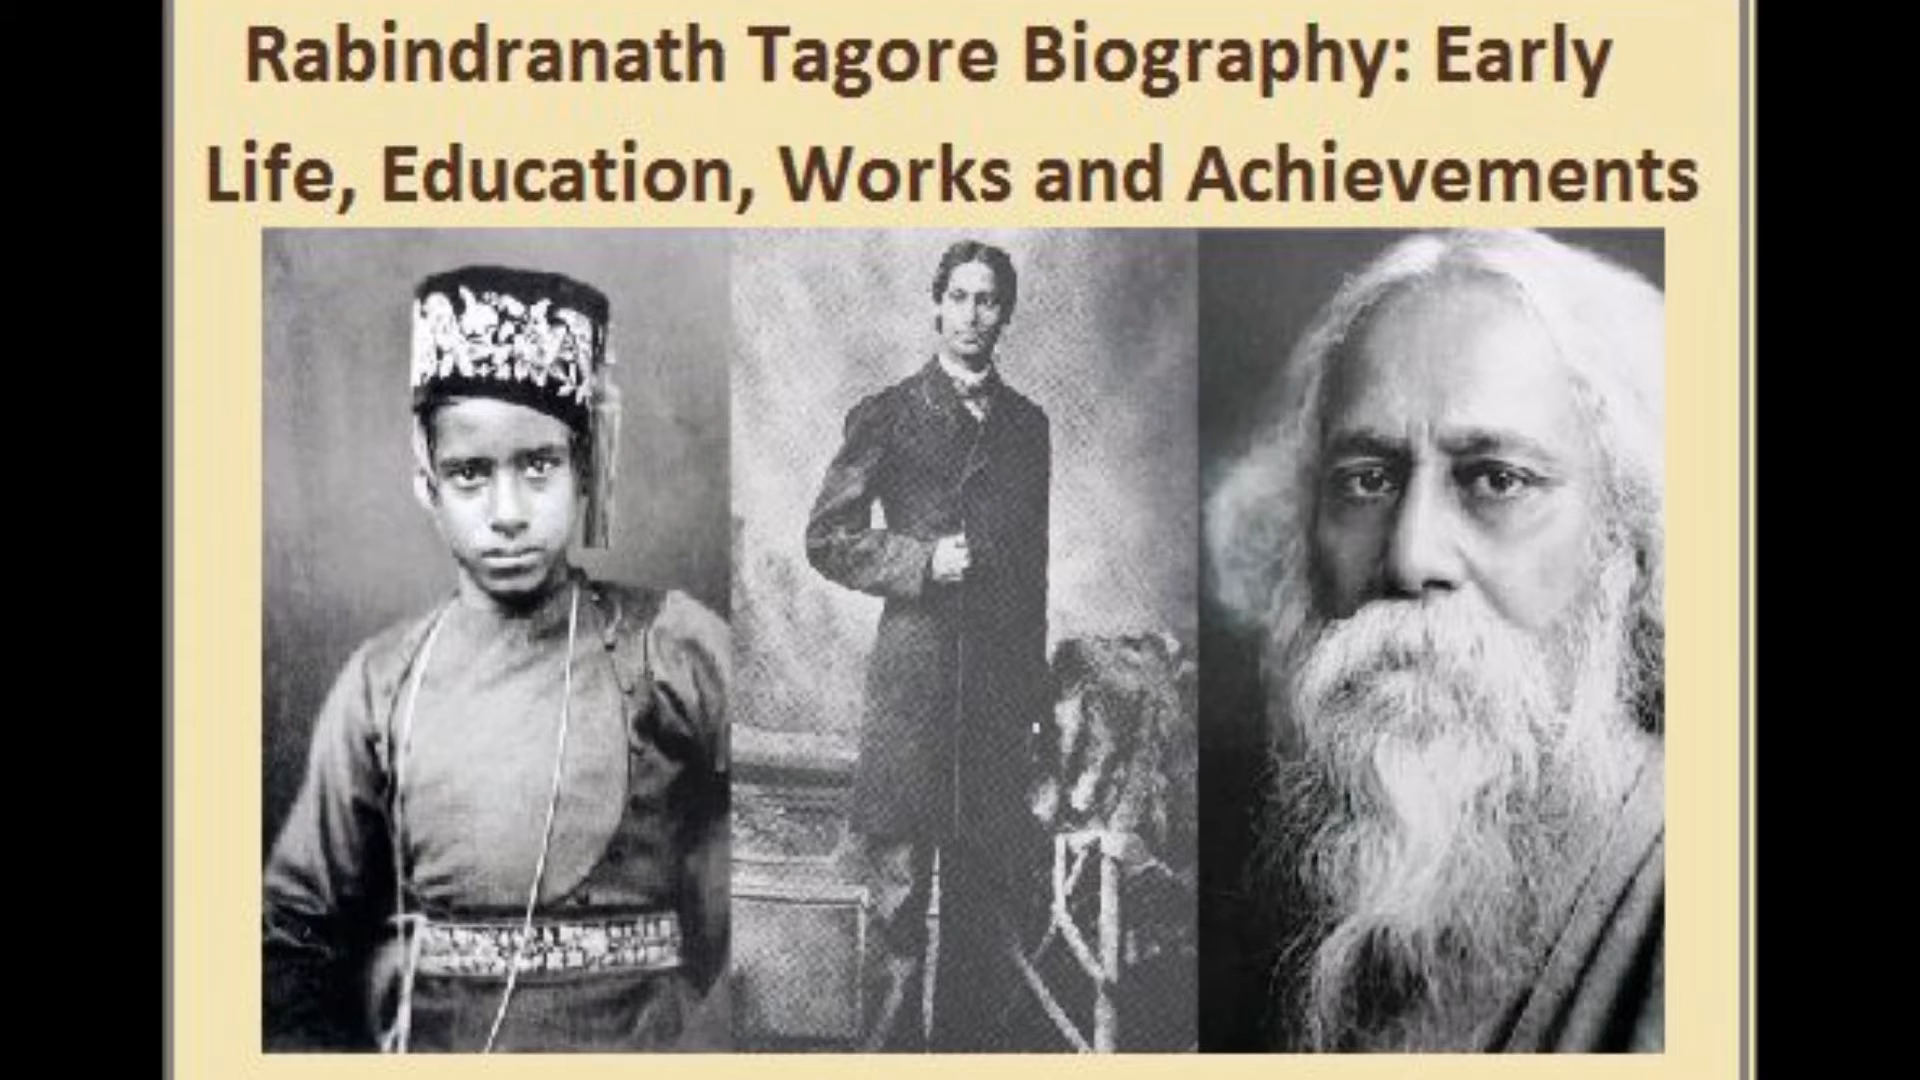 Rabindranath Tagore Biography: Early
Life, Education, Works and Achievements